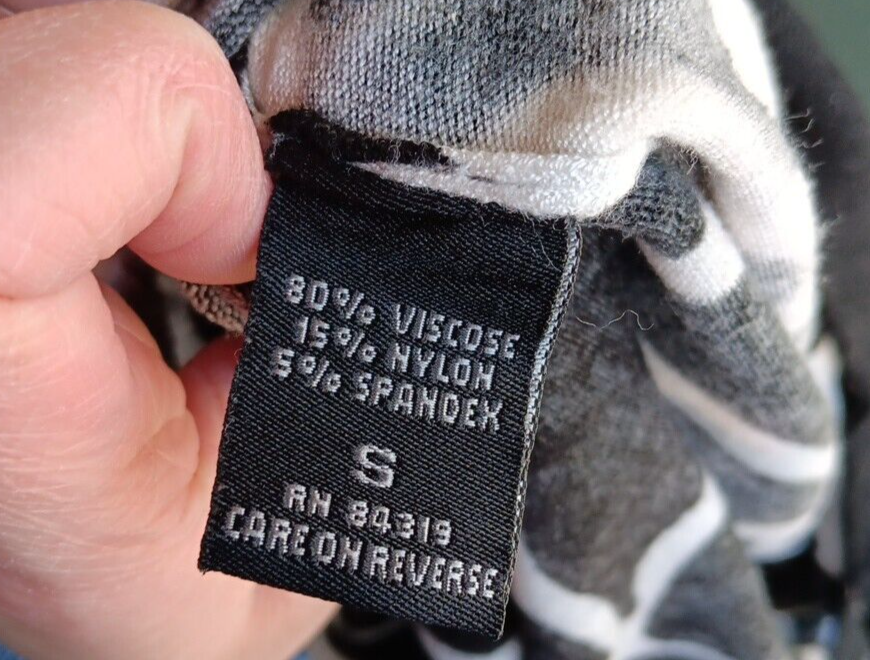 80% VISCOSE
15% NYLON
5% SPANDEX
S
RN 84319
CARE ON REVERSE